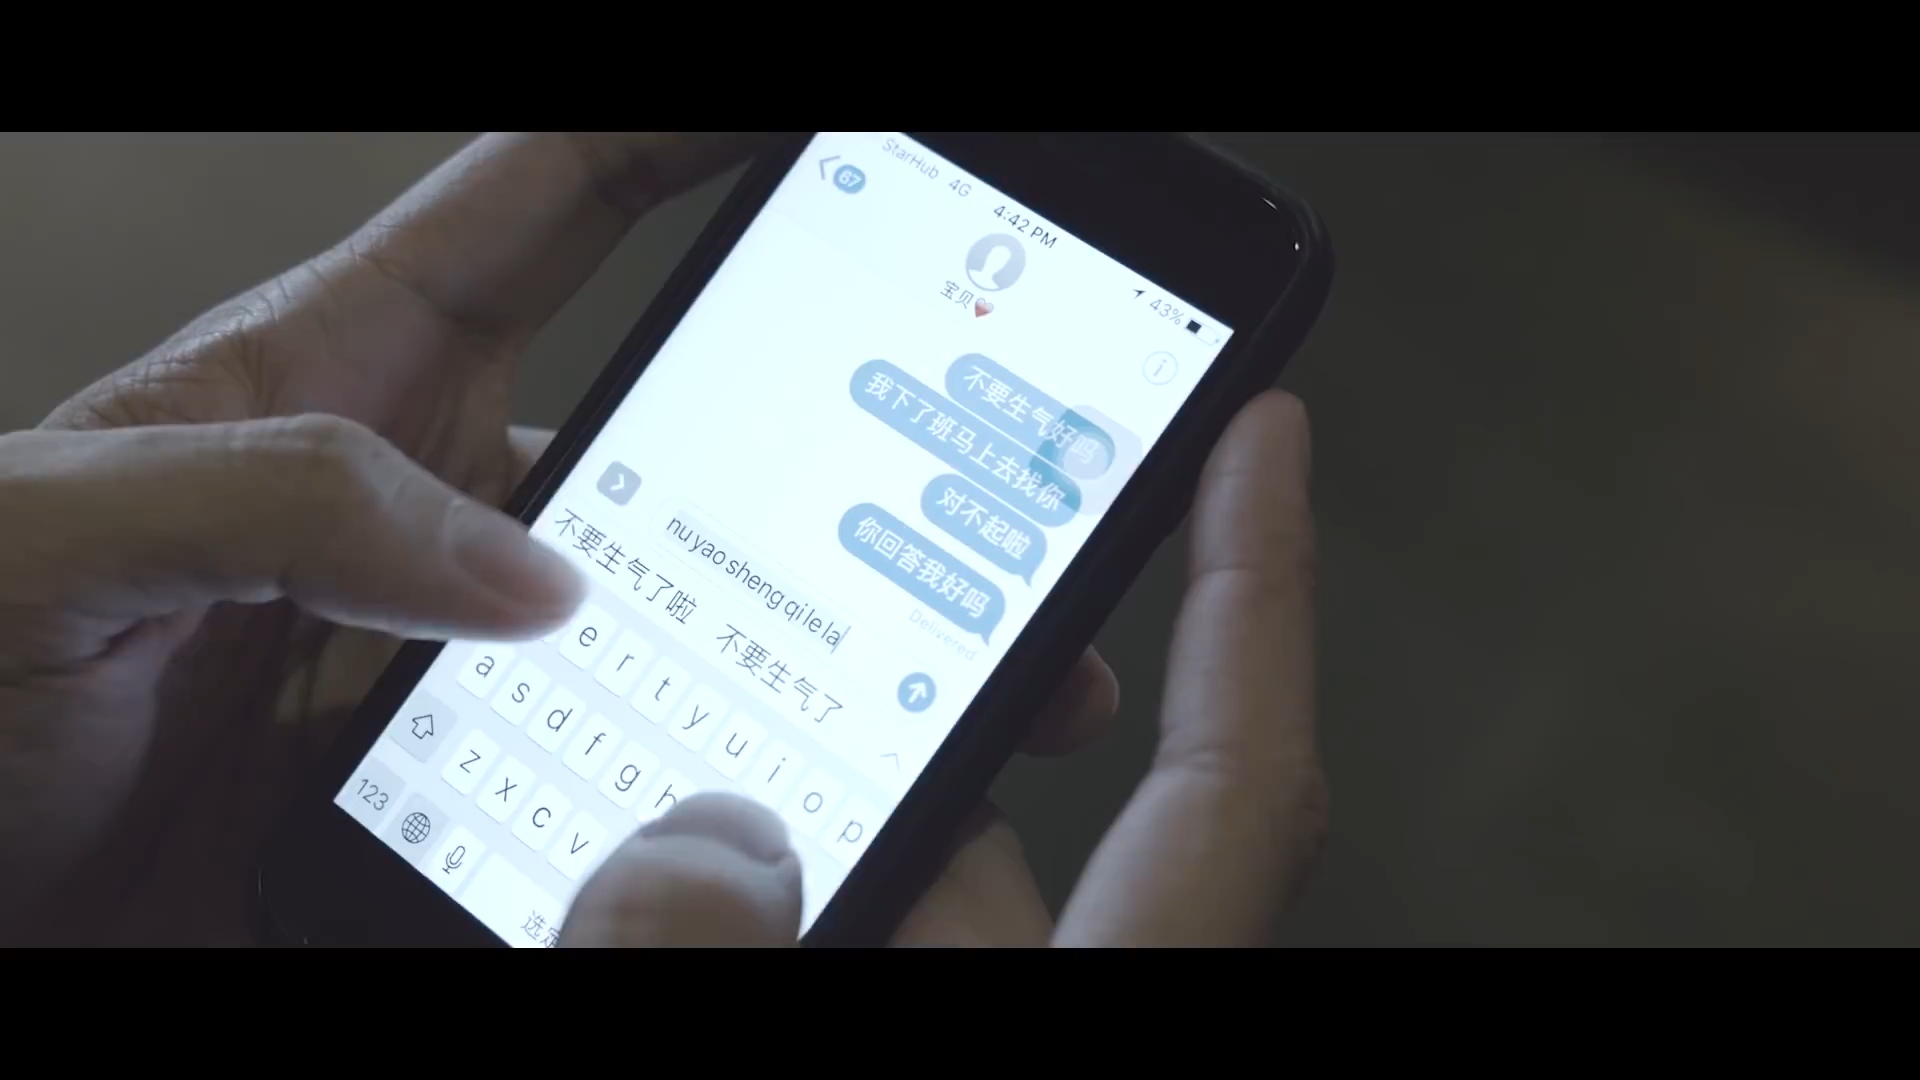 StarHub 4G
4:42 PM
43%
67
宝贝
i
不要生气好吗
我下了班马上去找你
对不起啦
你回答我好吗
Delivered
nu yao sheng qi le la
不要生气了啦 不要生气了
e r t y u i o p
a s d f g h
z x c v
123
选定